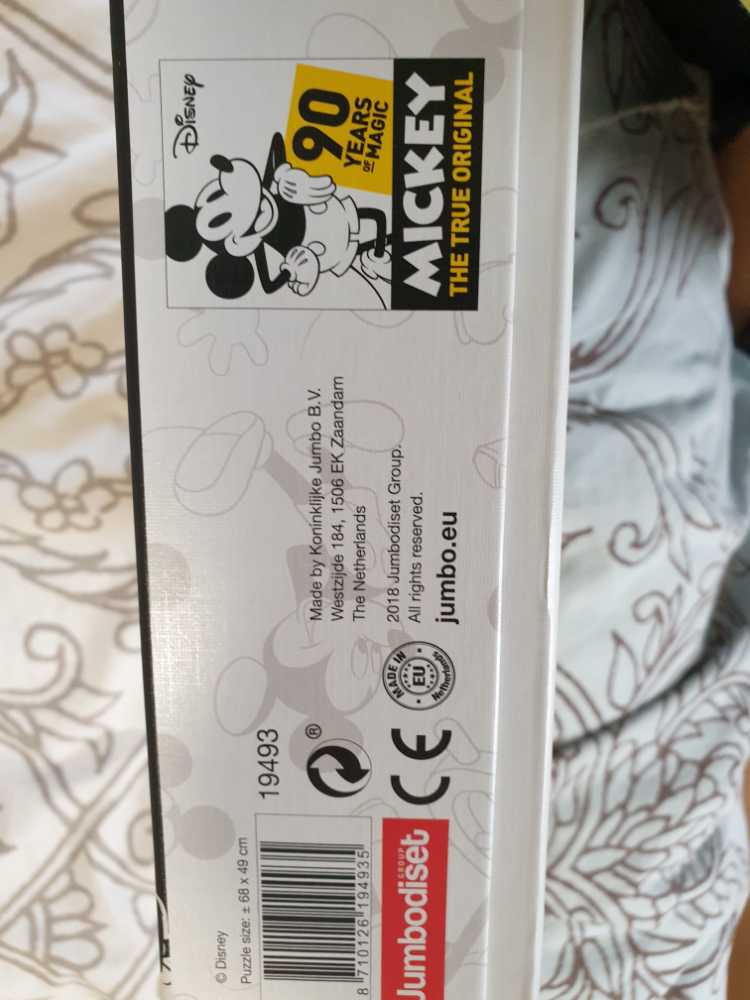 © Disney
Puzzle size: ± 68 x 49 cm
19493
8 710126 194935
Jumbodiset
GROUP
®
CE
MADE IN
EU
Netherlands
Made by Koninklijke Jumbo B.V.
Westzijde 184, 1506 EK Zaandam
The Netherlands
2018 Jumbodiset Group.
All rights reserved.
jumbo.eu
Disney
90
YEARS
OF MAGIC
MICKEY
THE TRUE ORIGINAL